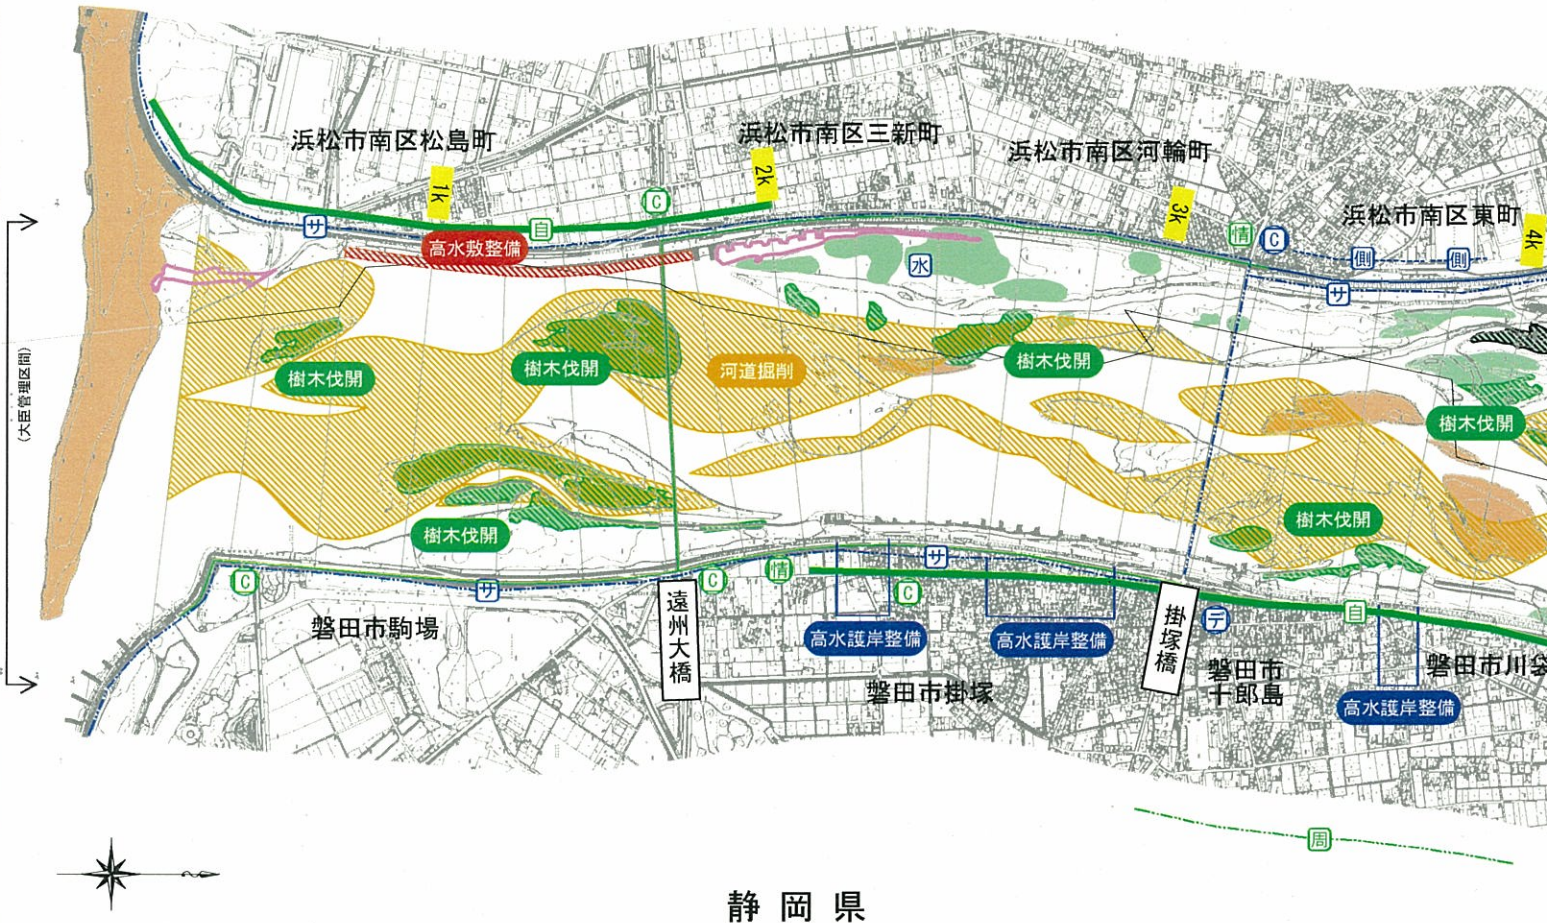 浜松市南区松島町
浜松市南区三新町
浜松市南区河輪町
浜松市南区東町
1k
2k
3k
4k
C
サ
自
高水敷整備
情
C
側
側
水
サ
(大臣管理区間)
樹木伐開
樹木伐開
河道掘削
樹木伐開
樹木伐開
樹木伐開
樹木伐開
C
サ
C
情
サ
C
遠州大橋
掛塚橋
デ
自
磐田市駒場
高水護岸整備
高水護岸整備
磐田市掛塚
磐田市
十郎島
磐田市川袋
高水護岸整備
周
静岡県